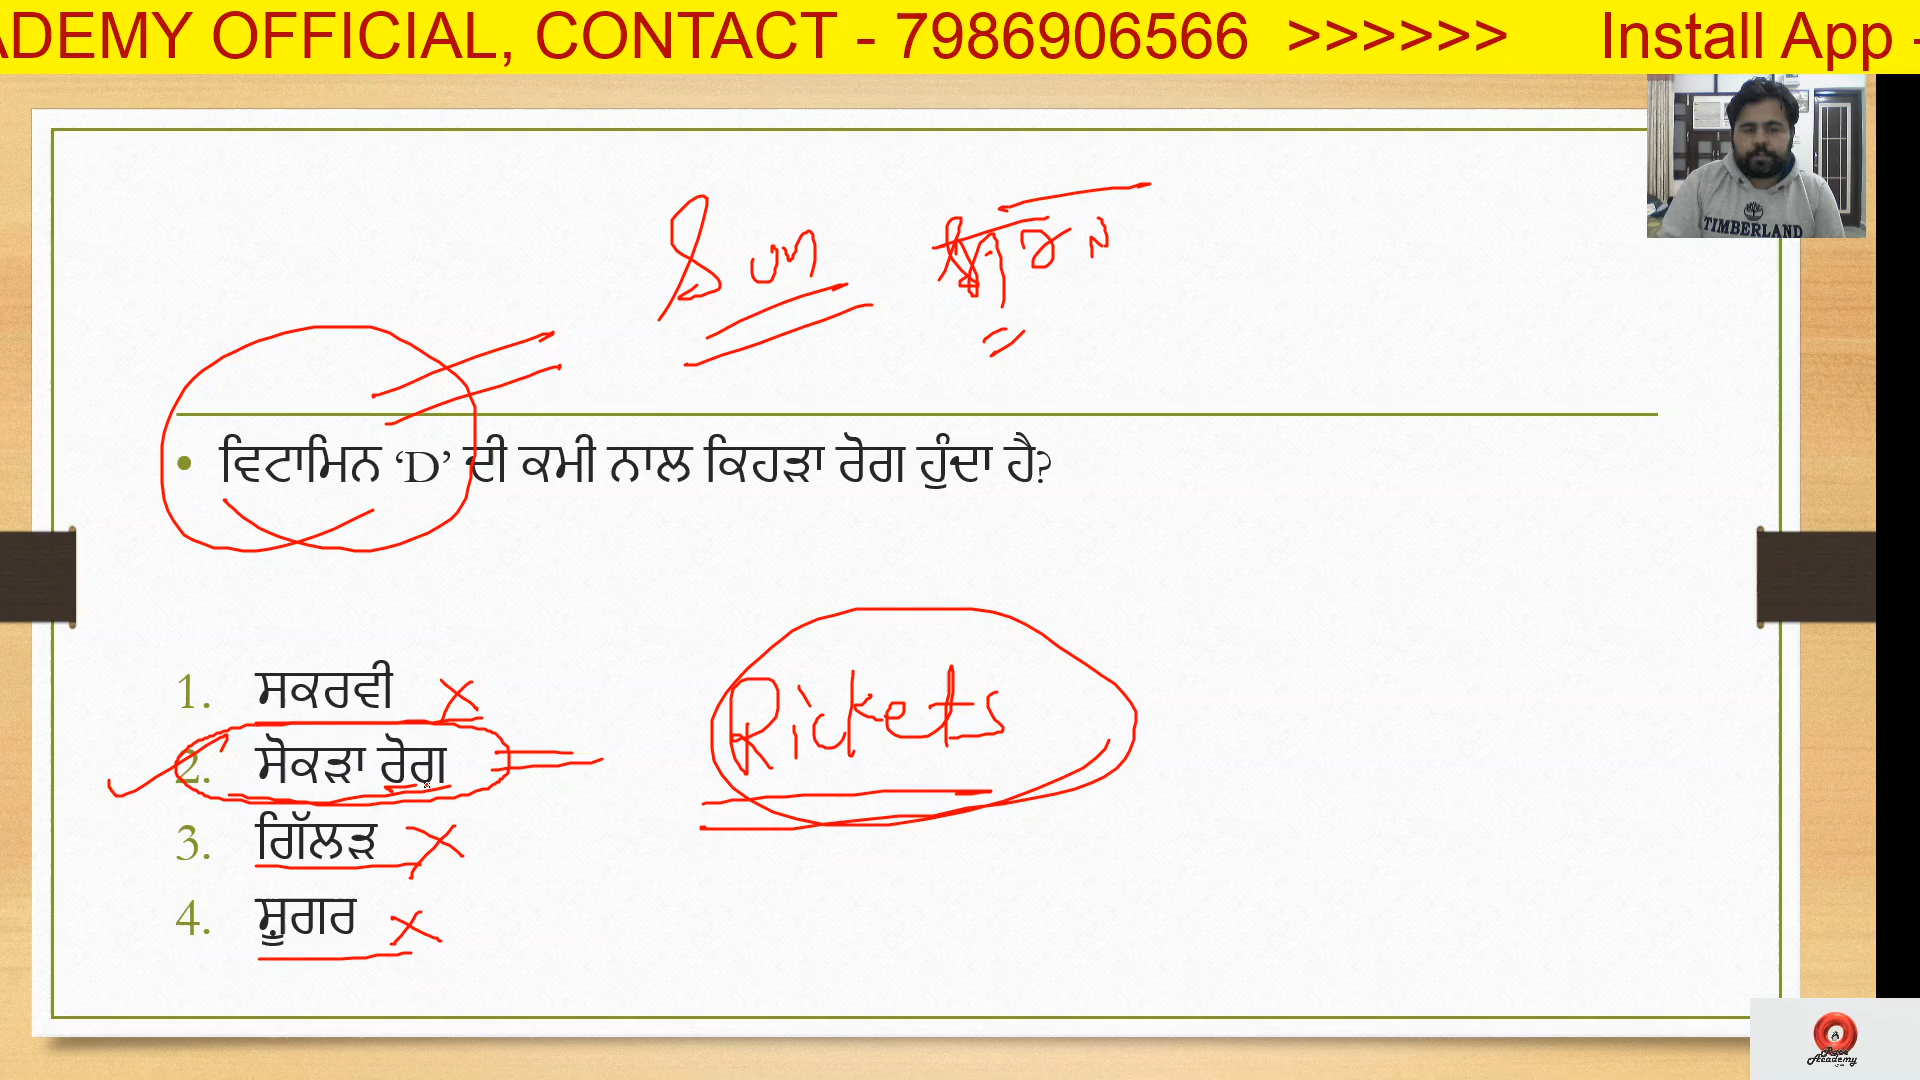 ADEMY OFFICIAL, CONTACT - 7986906566 >>>>>> Install App -
TIMBERLAND
Sun
• ਵਿਟਾਮਿਨ ‘D’ ਦੀ ਕਮੀ ਨਾਲ ਕਿਹੜਾ ਰੋਗ ਹੁੰਦਾ ਹੈ?
1. ਸਕਰਵੀ
2. ਸੋਕੜਾ ਰੋਗ
Rickets
3. ਗਿੱਲੜ
4. ਸ਼ੂਗਰ
Academy